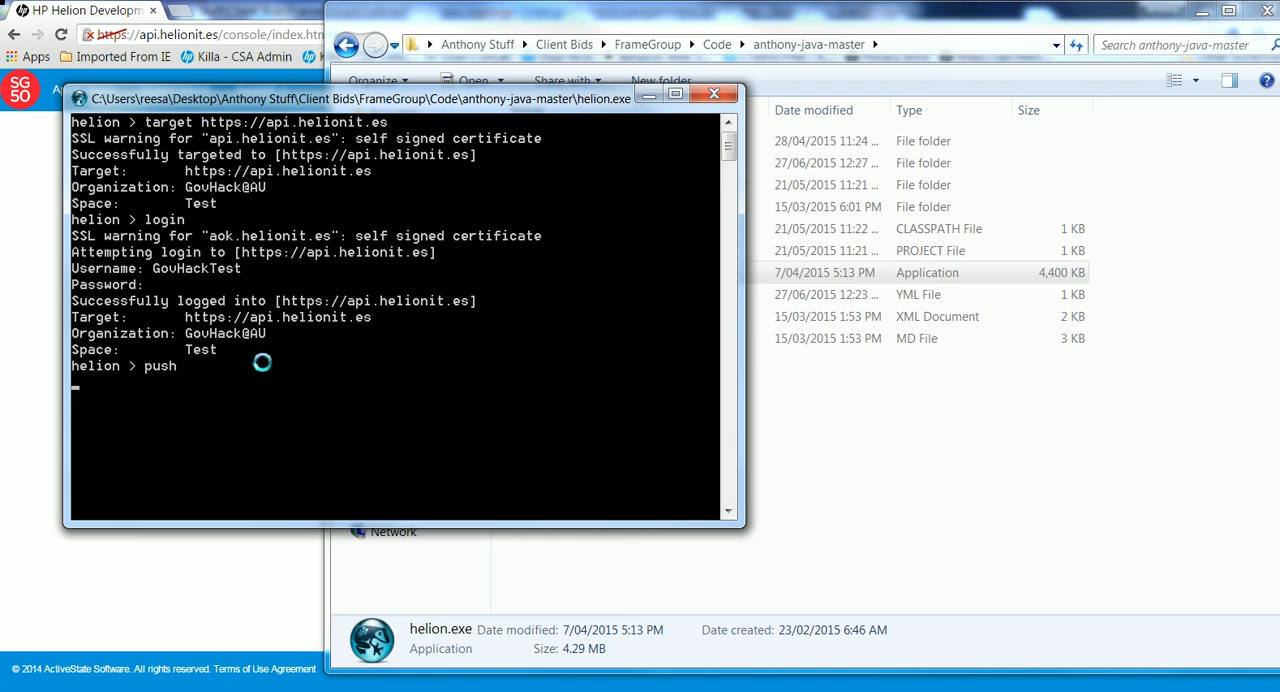 HP Helion Developm ×
https://api.helionit.es/console/index.htm
Apps Imported From IE Killa - CSA Admin
SG
50
Anthony Stuff Client Bids FrameGroup Code anthony-java-master
Search anthony-java-master
Organize Open Share with New folder
C:\Users\reesa\Desktop\Anthony Stuff\Client Bids\FrameGroup\Code\anthony-java-master\helion.exe
helion > target https://api.helionit.es
SSL warning for "api.helionit.es": self signed certificate
Successfully targeted to [https://api.helionit.es]
Target: https://api.helionit.es
Organization: GovHack@AU
Space: Test
helion > login
SSL warning for "aok.helionit.es": self signed certificate
Attempting login to [https://api.helionit.es]
Username: GovHackTest
Password:
Successfully logged into [https://api.helionit.es]
Target: https://api.helionit.es
Organization: GovHack@AU
Space: Test
helion > push
Date modified Type Size
28/04/2015 11:24 ... File folder
27/06/2015 12:27 ... File folder
21/05/2015 11:21 ... File folder
15/03/2015 6:01 PM File folder
21/05/2015 11:22 ... CLASSPATH File 1 KB
21/05/2015 11:21 ... PROJECT File 1 KB
7/04/2015 5:13 PM Application 4,400 KB
27/06/2015 12:23 ... YML File 1 KB
15/03/2015 1:53 PM XML Document 2 KB
15/03/2015 1:53 PM MD File 3 KB
Network
helion.exe Date modified: 7/04/2015 5:13 PM Date created: 23/02/2015 6:46 AM
Application Size: 4.29 MB
© 2014 ActiveState Software. All rights reserved. Terms of Use Agreement